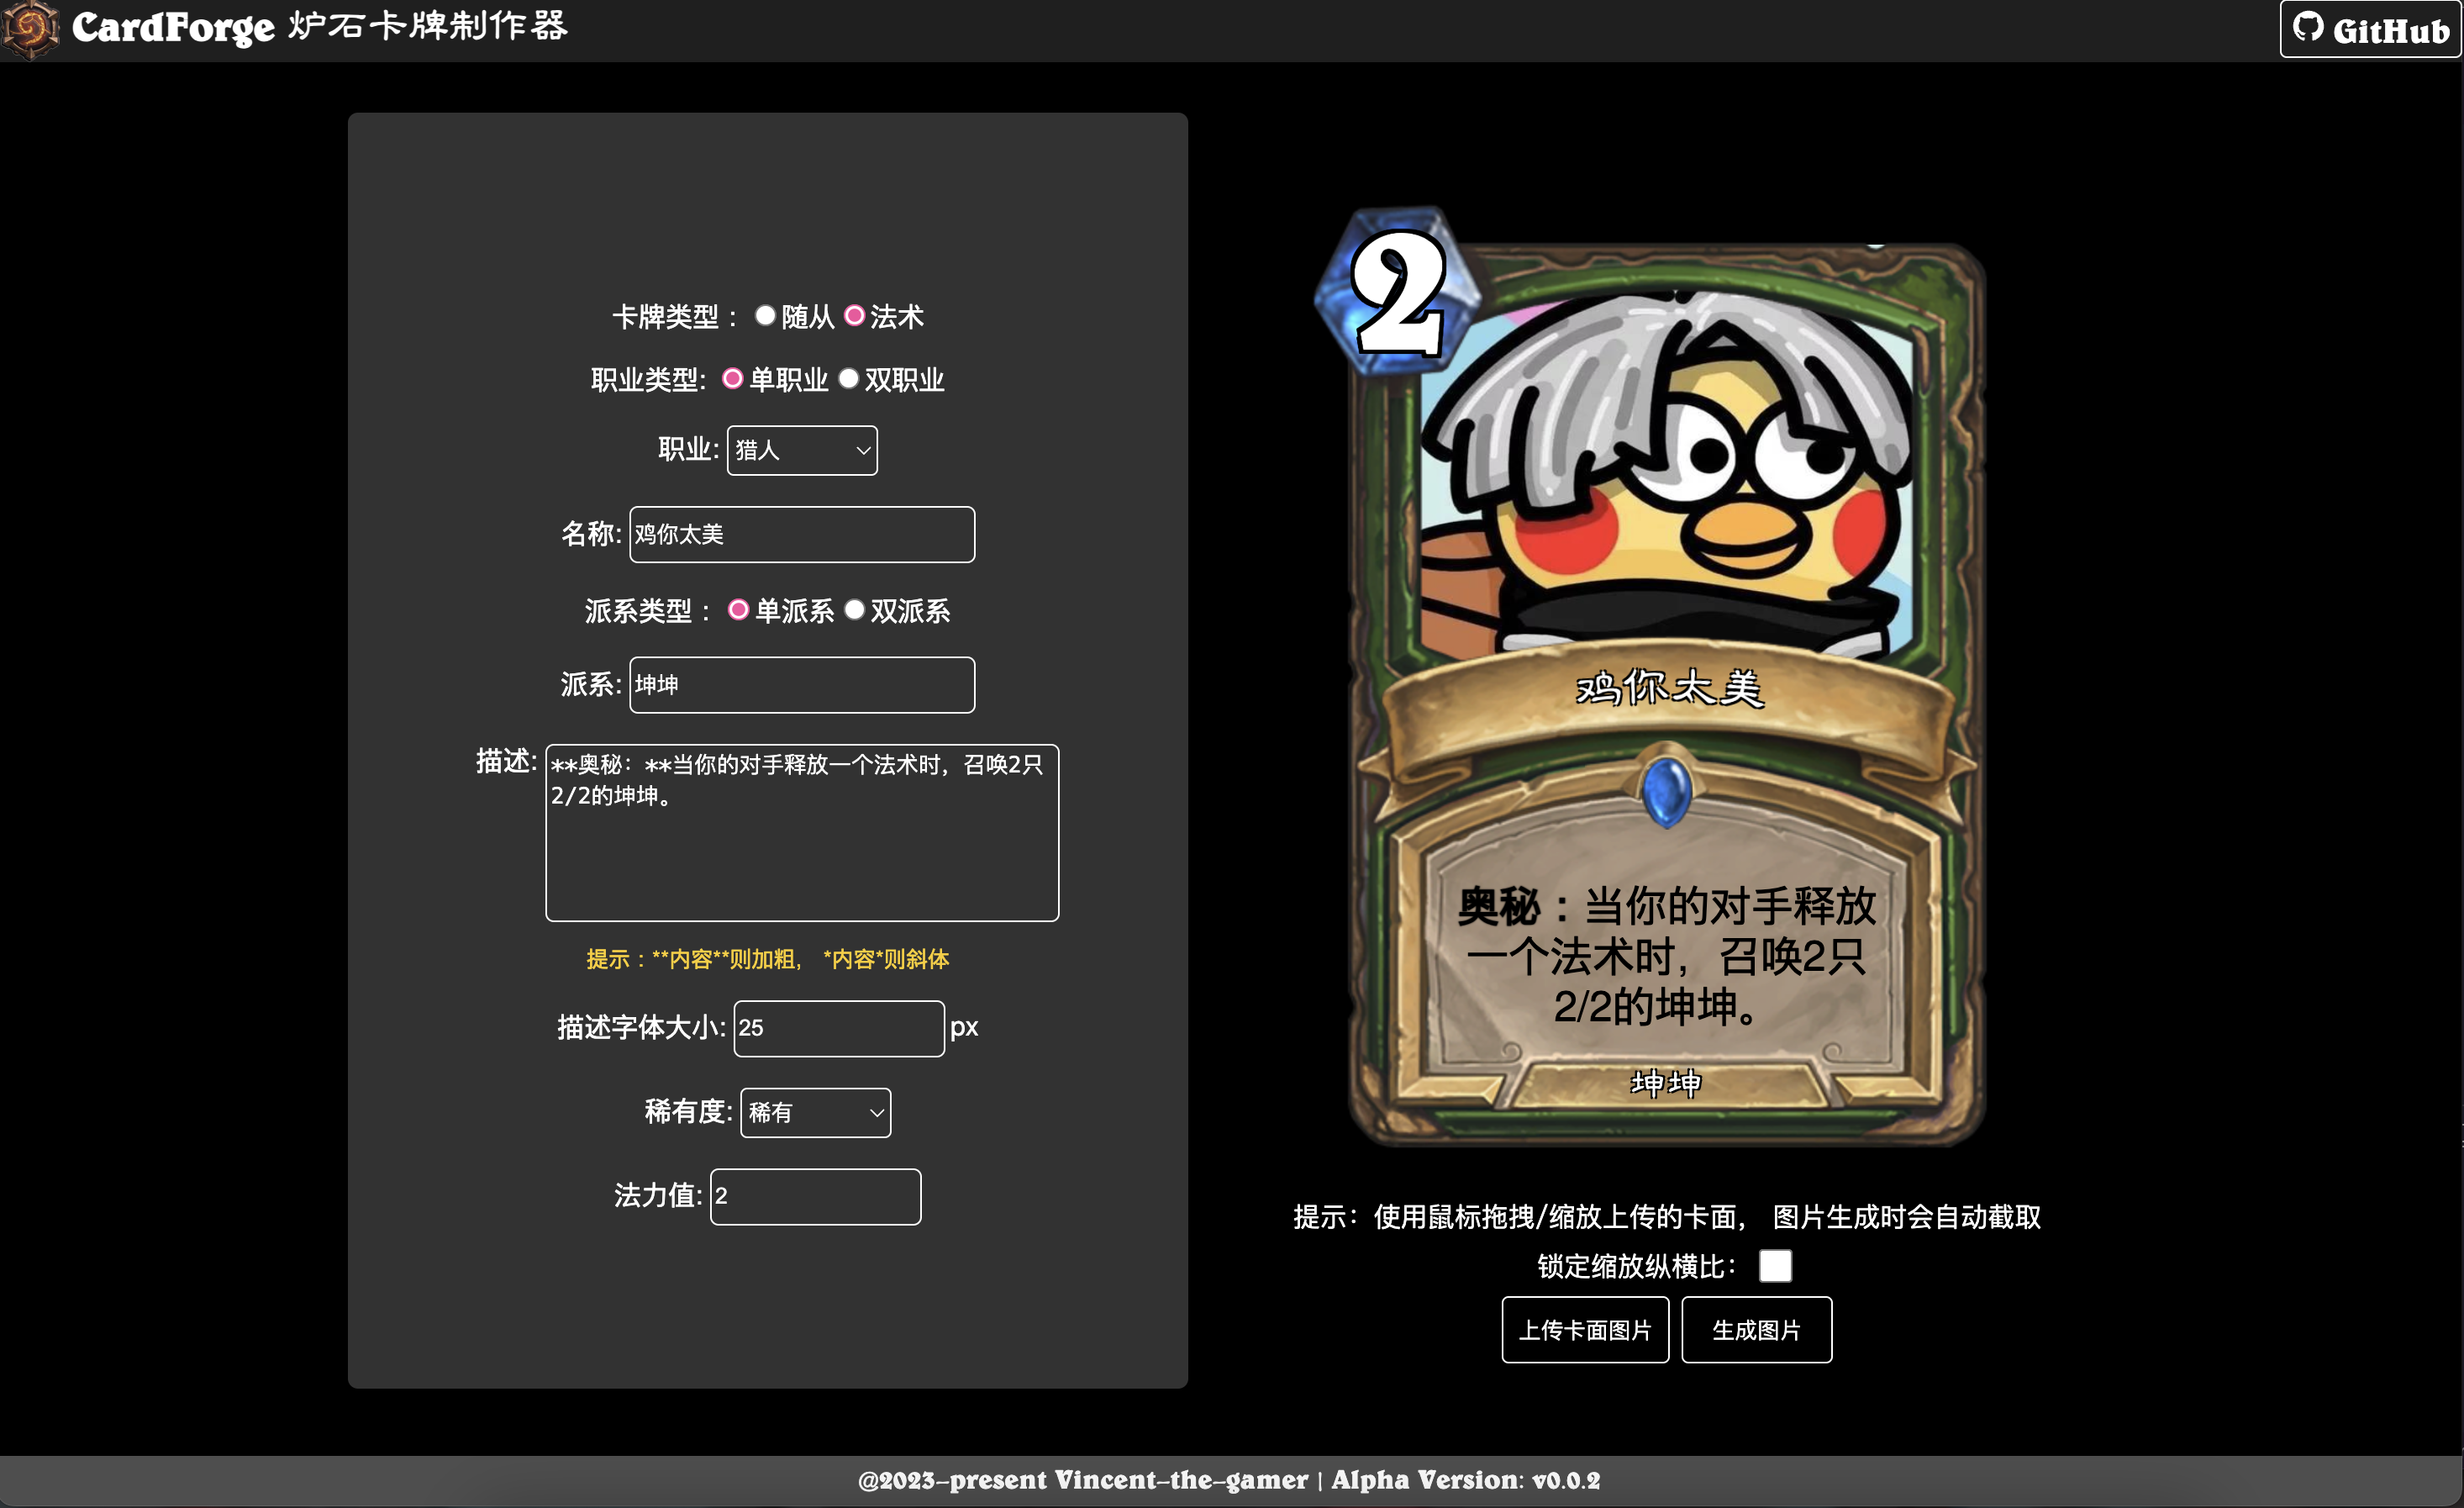 CardForge 炉石卡牌制作器
GitHub
卡牌类型： 随从 法术
职业类型: 单职业 双职业
职业: 猎人
名称: 鸡你太美
派系类型： 单派系 双派系
派系: 坤坤
描述: **奥秘：**当你的对手释放一个法术时，召唤2只
2/2的坤坤。
提示：**内容**则加粗， *内容*则斜体
描述字体大小: 25 px
稀有度: 稀有
法力值: 2
2
鸡你太美
奥秘：当你的对手释放
一个法术时，召唤2只
2/2的坤坤。
坤坤
提示：使用鼠标拖拽/缩放上传的卡面， 图片生成时会自动截取
锁定缩放纵横比：
上传卡面图片 生成图片
@2023-present Vincent-the-gamer | Alpha Version: v0.0.2